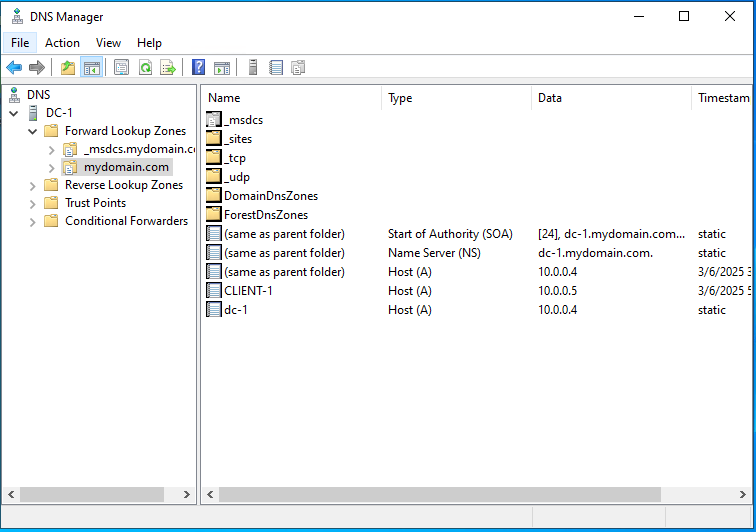 DNS Manager
File Action View Help
DNS
DC-1
Forward Lookup Zones
_msdcs.mydomain.co
mydomain.com
Reverse Lookup Zones
Trust Points
Conditional Forwarders
Name Type Data Timestam
_msdcs
_sites
_tcp
_udp
DomainDnsZones
ForestDnsZones
(same as parent folder) Start of Authority (SOA) [24], dc-1.mydomain.com... static
(same as parent folder) Name Server (NS) dc-1.mydomain.com. static
(same as parent folder) Host (A) 10.0.0.4 3/6/2025 3
CLIENT-1 Host (A) 10.0.0.5 3/6/2025 5
dc-1 Host (A) 10.0.0.4 static